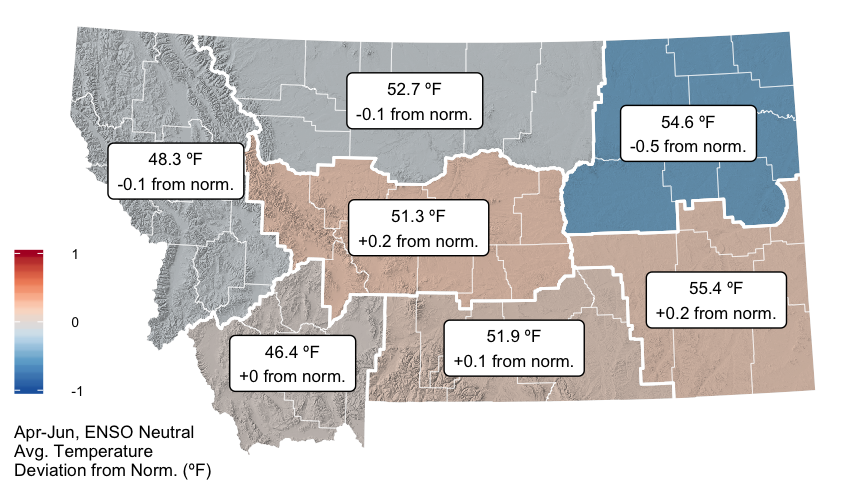 52.7 ºF
-0.1 from norm.
54.6 ºF
-0.5 from norm.
48.3 ºF
-0.1 from norm.
51.3 ºF
+0.2 from norm.
55.4 ºF
+0.2 from norm.
51.9 ºF
+0.1 from norm.
46.4 ºF
+0 from norm.
1
0
-1
Apr-Jun, ENSO Neutral
Avg. Temperature
Deviation from Norm. (ºF)